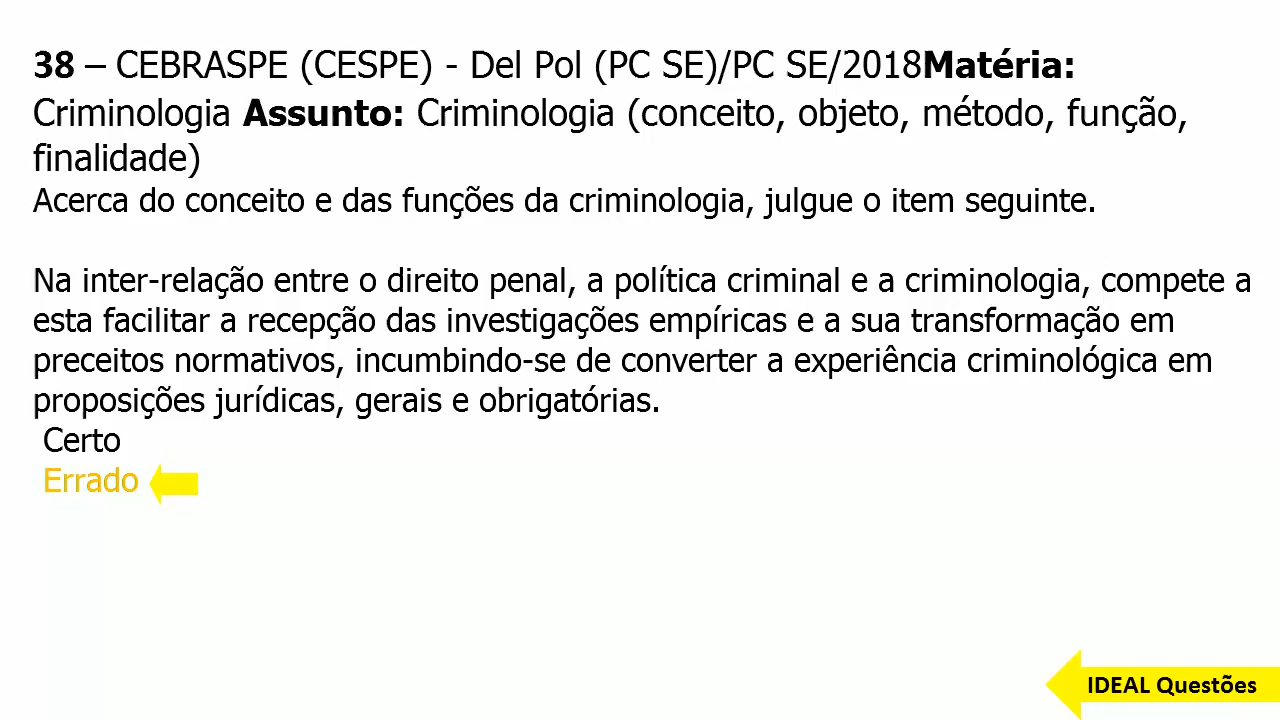 38 – CEBRASPE (CESPE) - Del Pol (PC SE)/PC SE/2018Matéria:
Criminologia Assunto: Criminologia (conceito, objeto, método, função,
finalidade)
Acerca do conceito e das funções da criminologia, julgue o item seguinte.
Na inter-relação entre o direito penal, a política criminal e a criminologia, compete a
esta facilitar a recepção das investigações empíricas e a sua transformação em
preceitos normativos, incumbindo-se de converter a experiência criminológica em
proposições jurídicas, gerais e obrigatórias.
Certo
Errado
IDEAL Questões